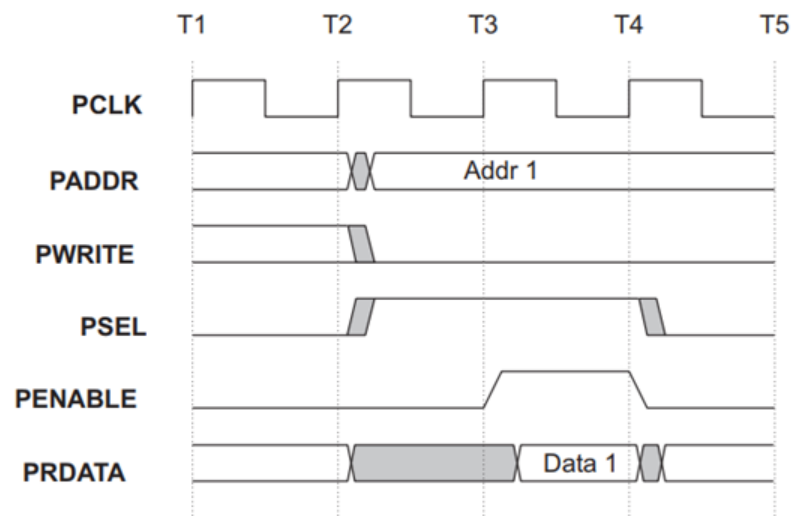 T1 T2 T3 T4 T5
PCLK
PADDR Addr 1
PWRITE
PSEL
PENABLE
PRDATA Data 1